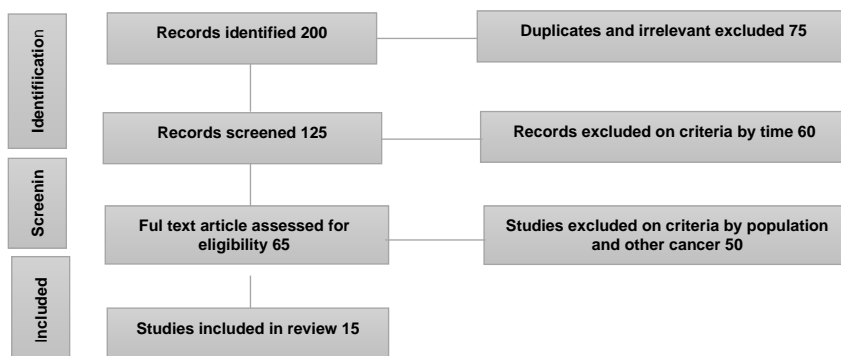 Identifiication
Records identified 200
Duplicates and irrelevant excluded 75
Records screened 125
Records excluded on criteria by time 60
Screenin
Ful text article assessed for
eligibility 65
Studies excluded on criteria by population
and other cancer 50
Included
Studies included in review 15